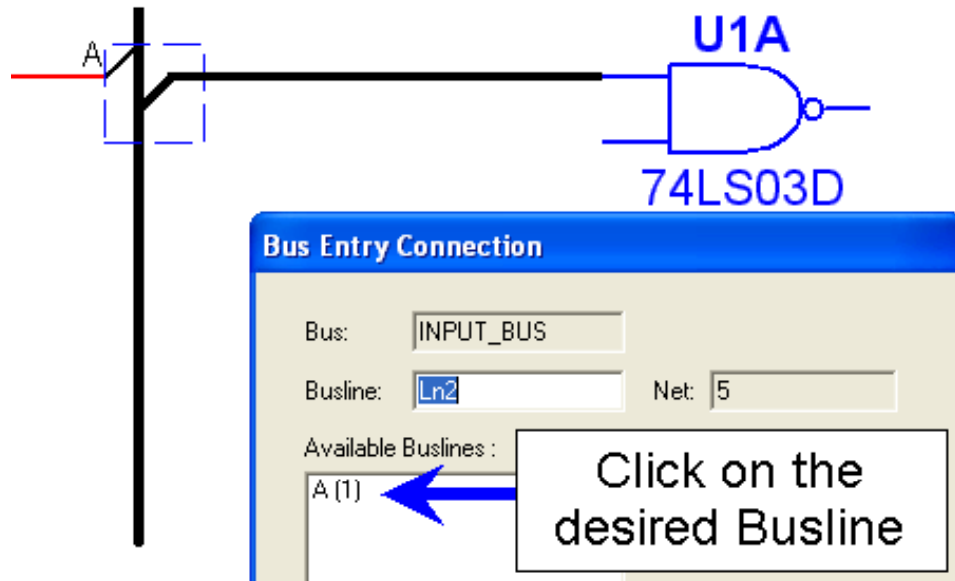 A
U1A
74LS03D
Bus Entry Connection
Bus: INPUT_BUS
Busline: Ln2 Net: 5
Available Buslines :
A (1)
Click on the
desired Busline